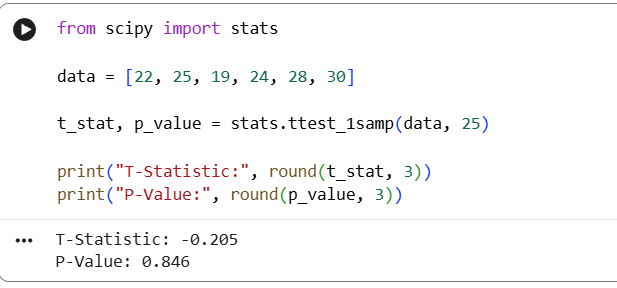 from scipy import stats
data = [22, 25, 19, 24, 28, 30]
t_stat, p_value = stats.ttest_1samp(data, 25)
print("T-Statistic:", round(t_stat, 3))
print("P-Value:", round(p_value, 3))
T-Statistic: -0.205
P-Value: 0.846